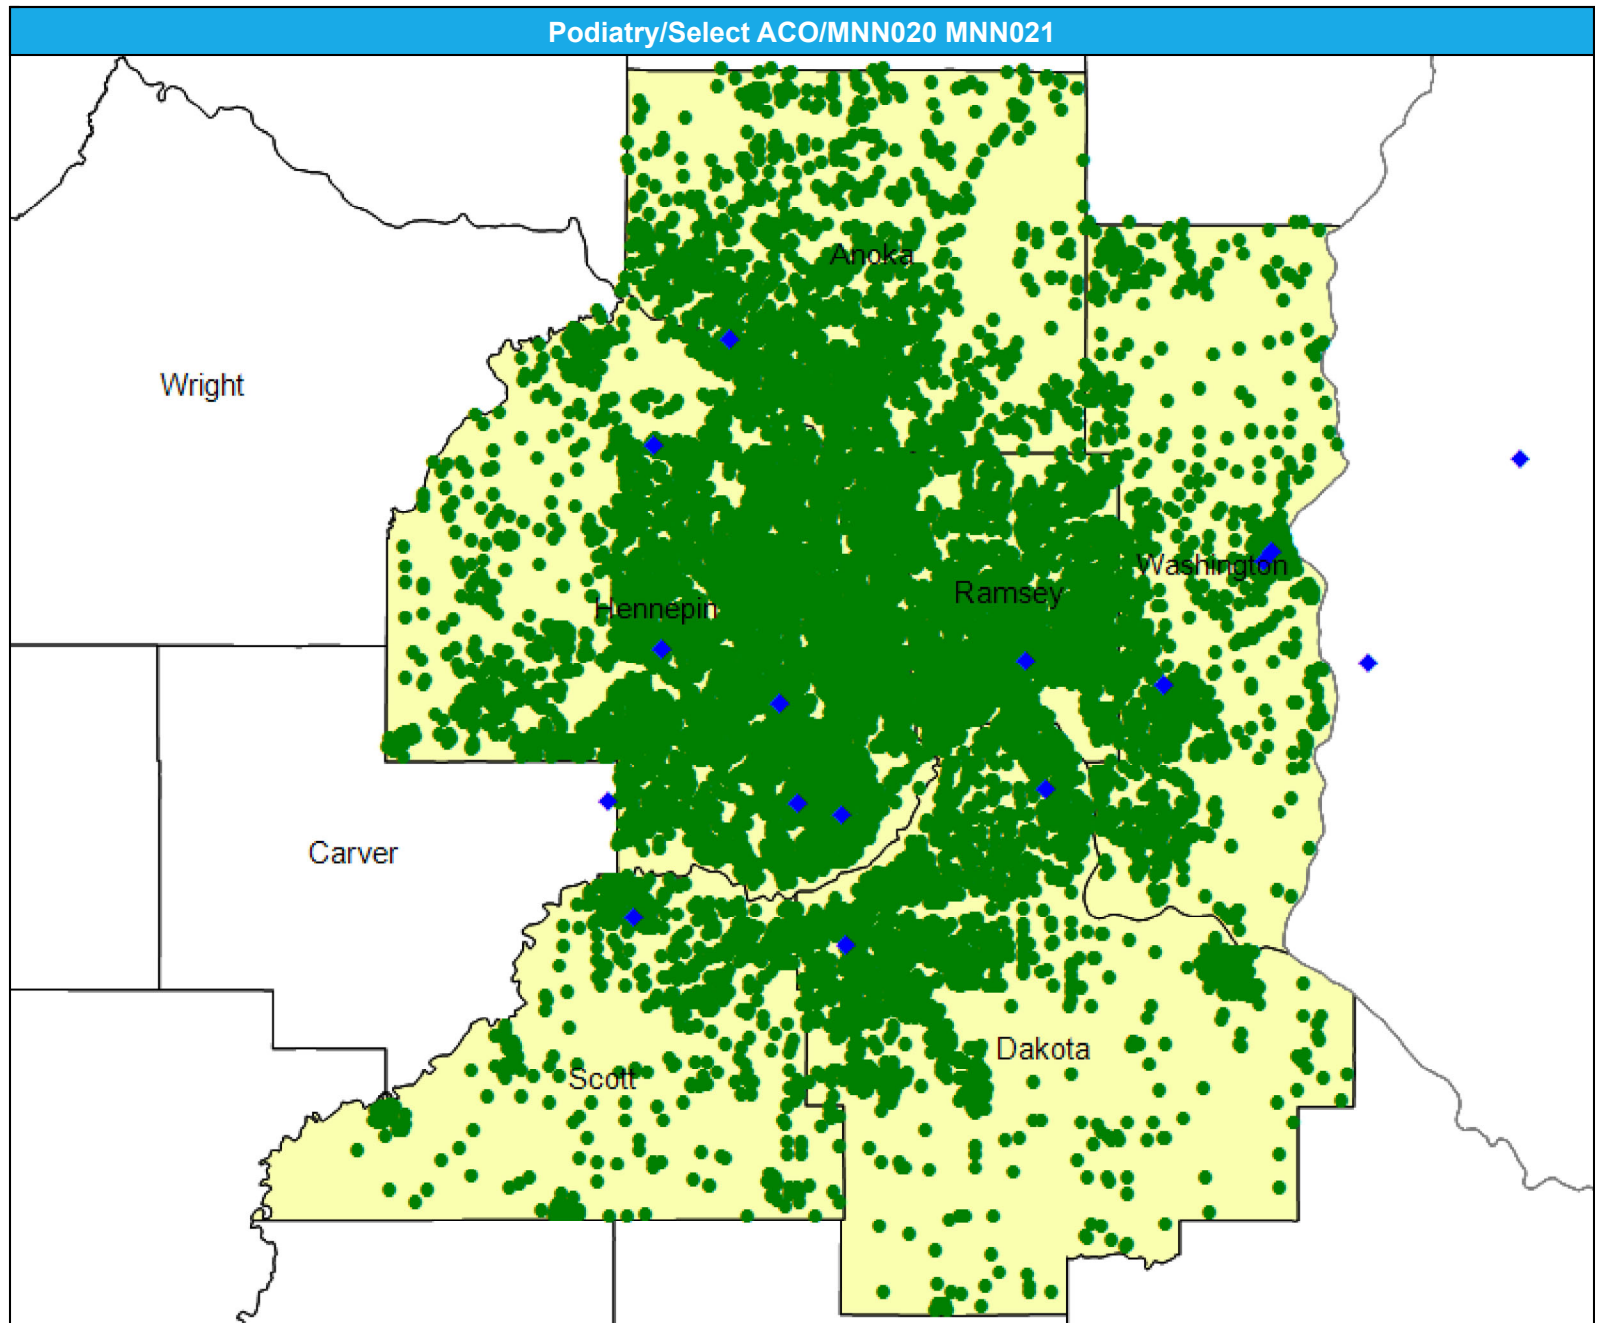 Podiatry/Select ACO/MNN020 MNN021
Anoka
Wright
Washington
Ramsey
Hennepin
Carver
Dakota
Scott